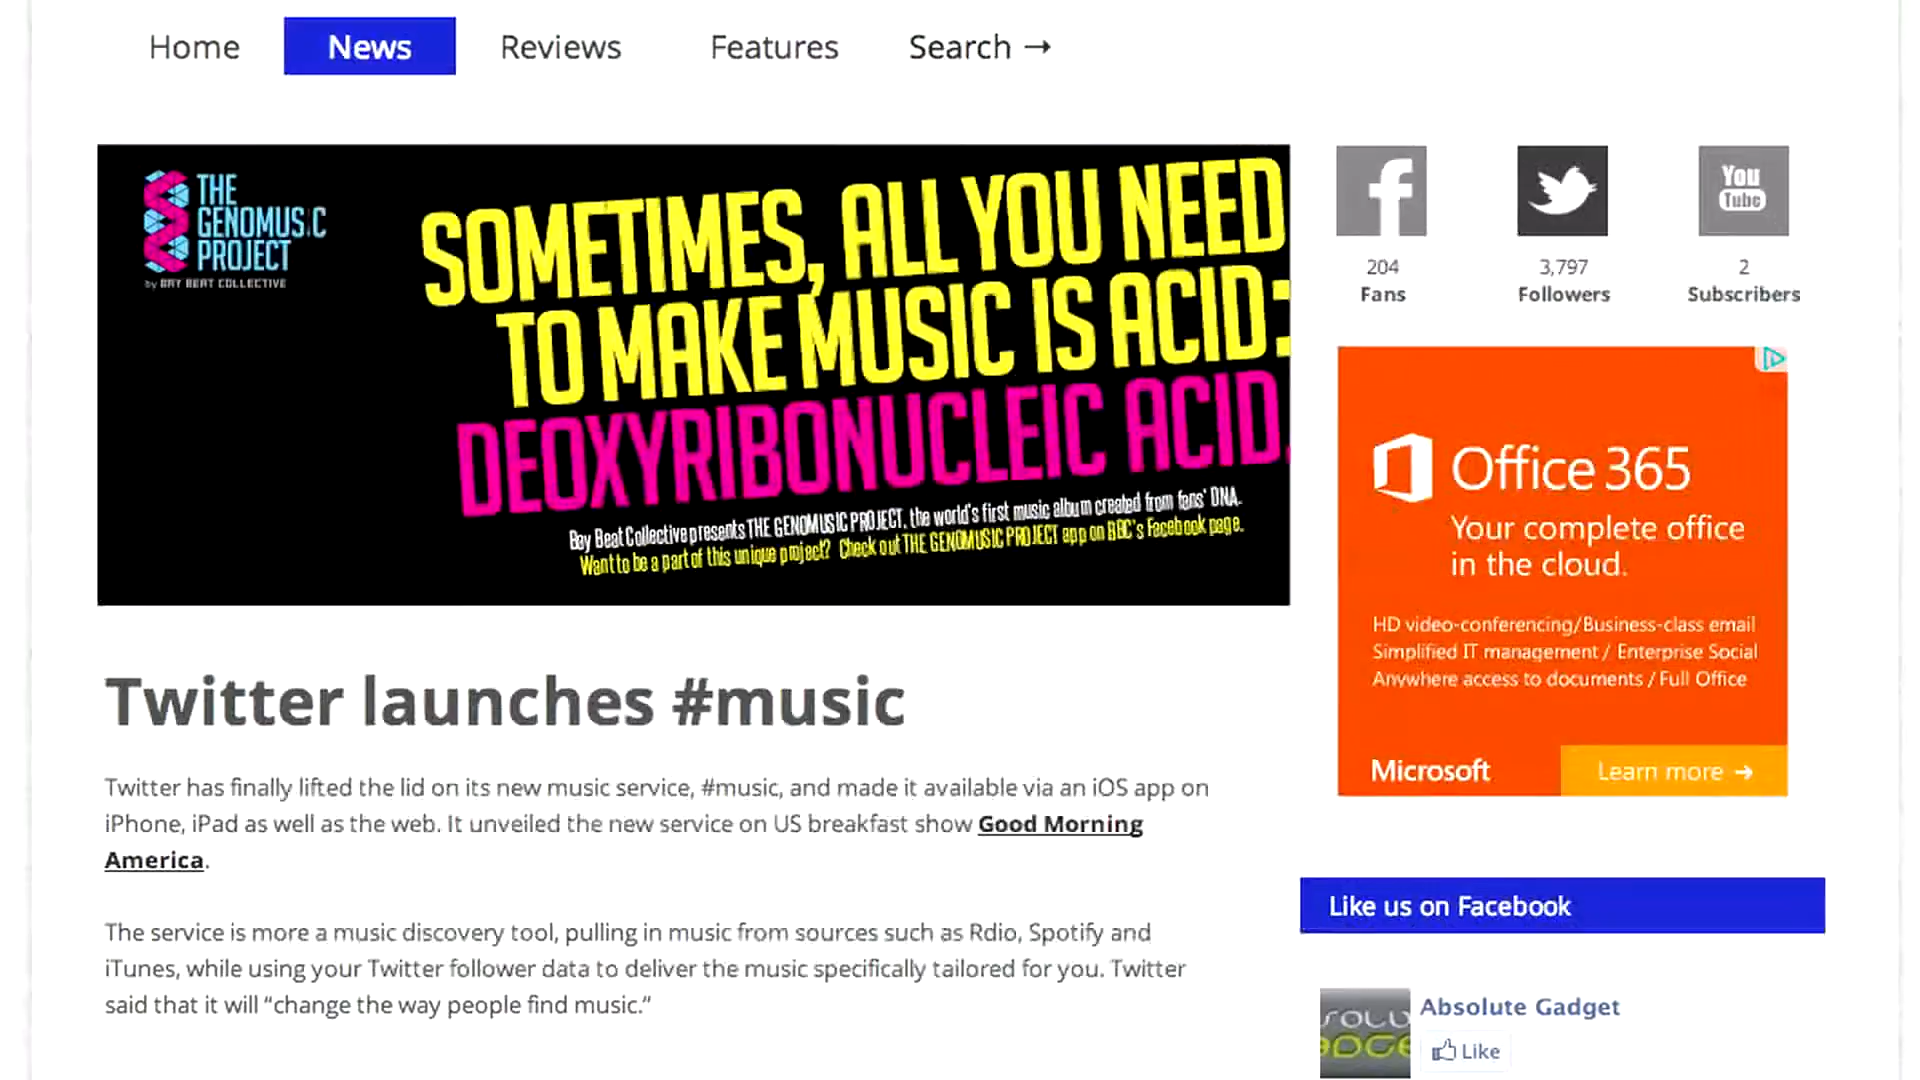 Home News Reviews Features Search →
THE
GENOMUS.C
PROJECT
by BAY BEAT COLLECTIVE
SOMETIMES, ALL YOU NEED
TO MAKE MUSIC IS ACID:
DEOXYRIBONUCLEIC ACID.
Bay Beat Collective presents THE GENOMUSIC PROJECT, the world's first music album created from fans' DNA.
Want to be a part of this unique project? Check out THE GENOMUSIC PROJECT app on BBC's Facebook page.
f
You
Tube
204 3,797 2
Fans Followers Subscribers
Office 365
Your complete office
in the cloud.
HD video-conferencing/Business-class email
Simplified IT management / Enterprise Social
Anywhere access to documents / Full Office
Microsoft Learn more →
Twitter launches #music
Twitter has finally lifted the lid on its new music service, #music, and made it available via an iOS app on
iPhone, iPad as well as the web. It unveiled the new service on US breakfast show Good Morning
America.
The service is more a music discovery tool, pulling in music from sources such as Rdio, Spotify and
iTunes, while using your Twitter follower data to deliver the music specifically tailored for you. Twitter
said that it will “change the way people find music.”
Like us on Facebook
Absolute Gadget
Like